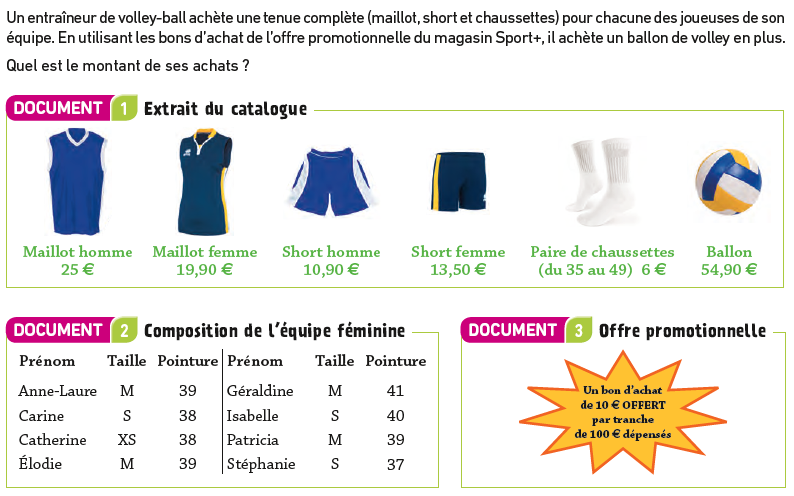 Un entraîneur de volley-ball achète une tenue complète (maillot, short et chaussettes) pour chacune des joueuses de son
équipe. En utilisant les bons d'achat de l'offre promotionnelle du magasin Sport+, il achète un ballon de volley en plus.
Quel est le montant de ses achats ?
DOCUMENT 1 Extrait du catalogue
Maillot homme Maillot femme Short homme Short femme Paire de chaussettes Ballon
25 € 19,90 € 10,90 € 13,50 € (du 35 au 49) 6 € 54,90 €
DOCUMENT 2 Composition de l'équipe féminine
Prénom Taille Pointure Prénom Taille Pointure
Anne-Laure M 39 Géraldine M 41
Carine S 38 Isabelle S 40
Catherine XS 38 Patricia M 39
Élodie M 39 Stéphanie S 37
DOCUMENT 3 Offre promotionnelle
Un bon d'achat
de 10 € OFFERT
par tranche
de 100 € dépensés